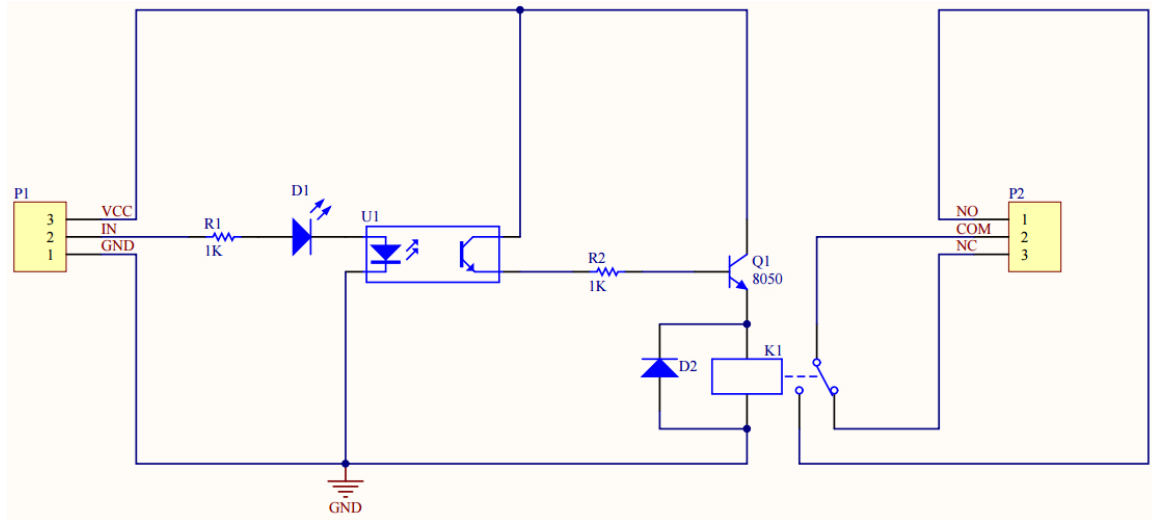 P1
3 VCC
2 IN
1 GND
R1
1K
D1
U1
R2
1K
Q1
8050
D2
K1
GND
P2
NO 1
COM 2
NC 3